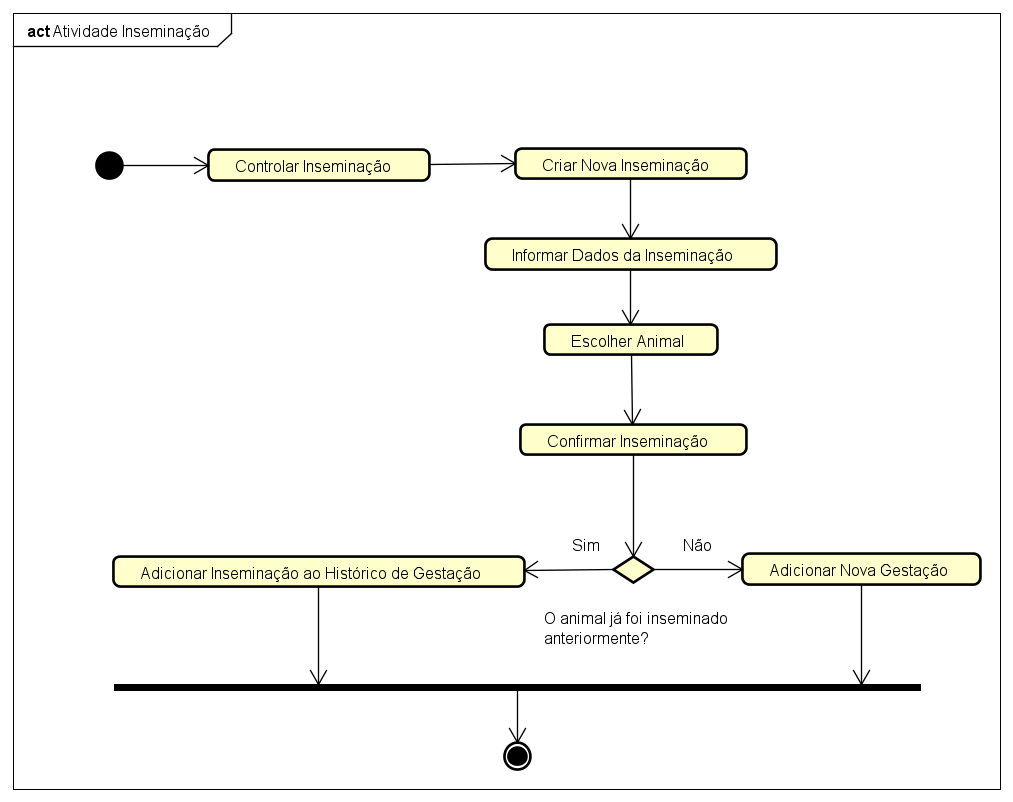 act Atividade Inseminação
Controlar Inseminação
Criar Nova Inseminação
Informar Dados da Inseminação
Escolher Animal
Confirmar Inseminação
Sim
Não
Adicionar Inseminação ao Histórico de Gestação
Adicionar Nova Gestação
O animal já foi inseminado
anteriormente?